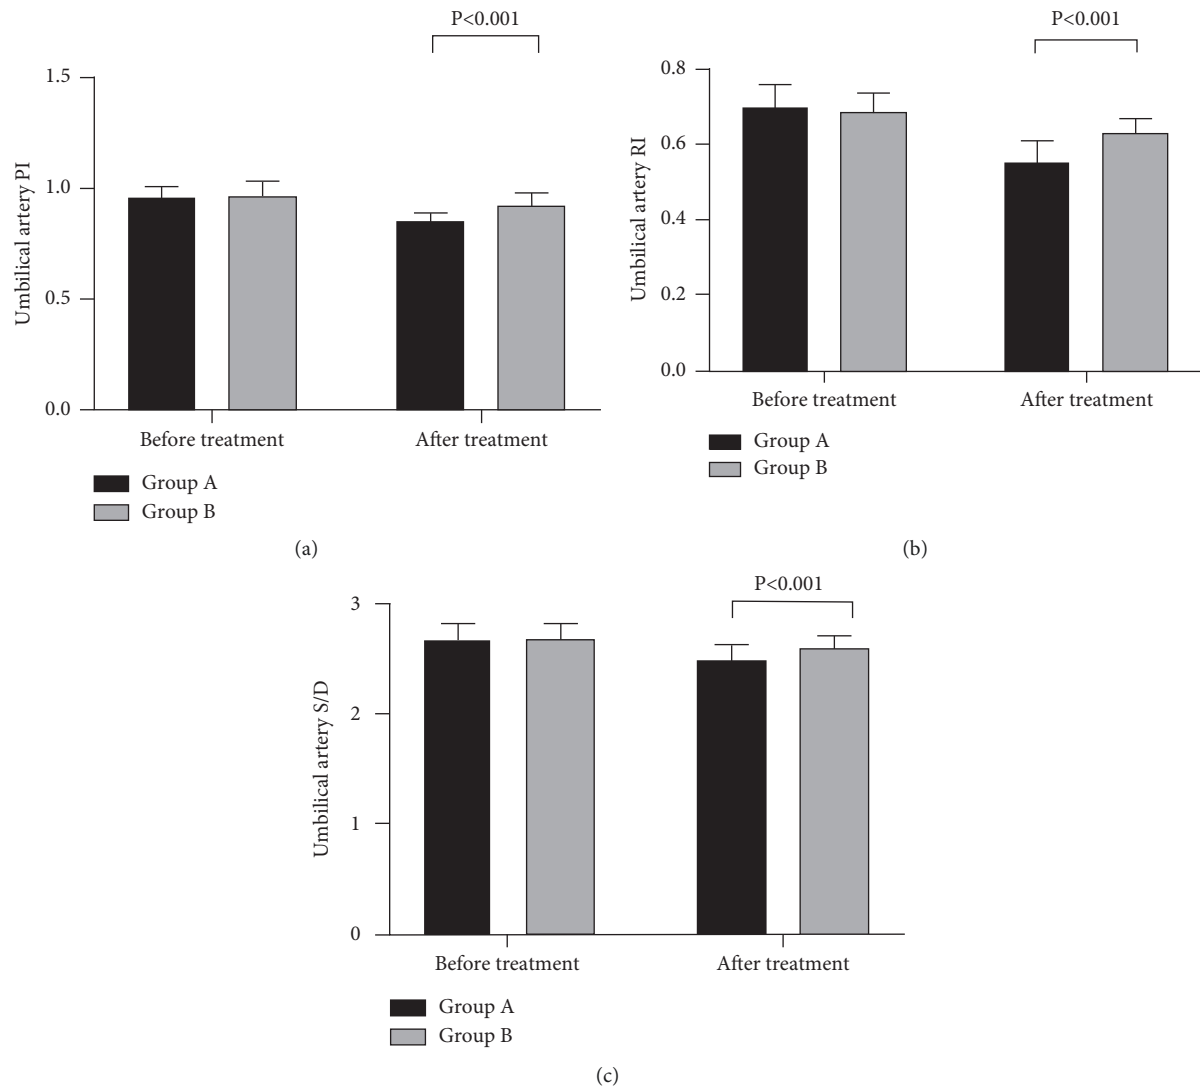 P<0.001
1.5
1.0
0.5
0.0
Umbilical artery PI
Before treatment
After treatment
Group A
Group B
(a)
P<0.001
0.8
0.6
0.4
0.2
0.0
Umbilical artery RI
Before treatment
After treatment
Group A
Group B
(b)
P<0.001
3
2
1
0
Umbilical artery S/D
Before treatment
After treatment
Group A
Group B
(c)